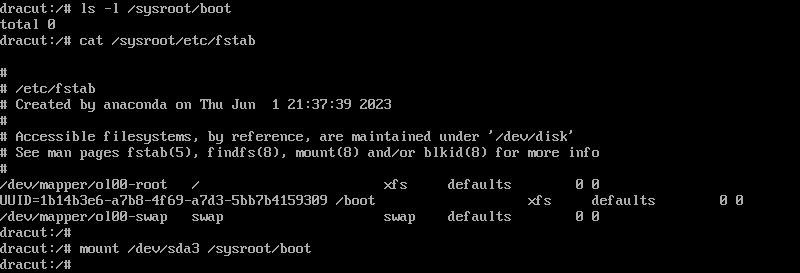 dracut:/# ls -l /sysroot/boot
total 0
dracut:/# cat /sysroot/etc/fstab
#
# /etc/fstab
# Created by anaconda on Thu Jun  1 21:37:39 2023
#
# Accessible filesystems, by reference, are maintained under '/dev/disk'
# See man pages fstab(5), findfs(8), mount(8) and/or blkid(8) for more info
#
/dev/mapper/ol00-root   /                       xfs     defaults        0 0
UUID=1b14b3e6-a7b8-4f69-a7d3-5bb7b4159309 /boot                   xfs     defaults        0 0
/dev/mapper/ol00-swap   swap                    swap    defaults        0 0
dracut:/#
dracut:/# mount /dev/sda3 /sysroot/boot
dracut:/#